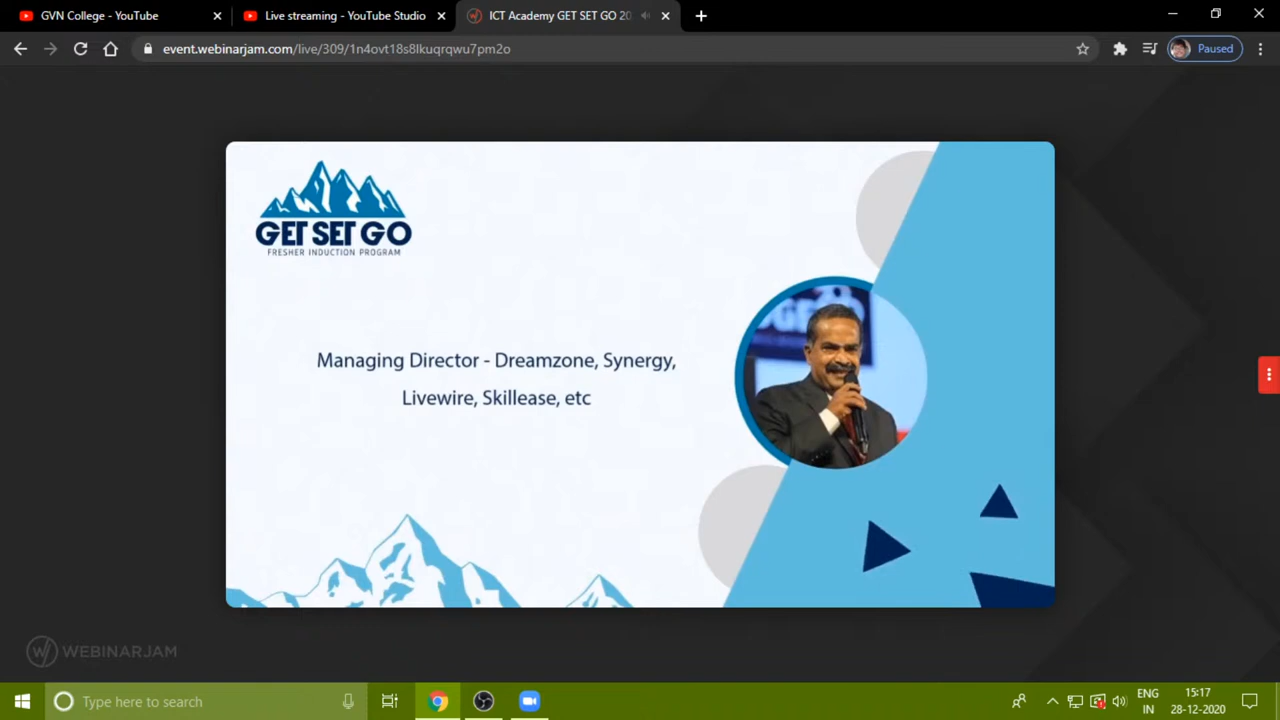 GVN College - YouTube
Live streaming - YouTube Studio
ICT Academy GET SET GO 20
event.webinarjam.com/live/309/1n4ovt18s8lkuqrqwu7pm2o
Paused
GET SET GO
FRESHER INDUCTION PROGRAM
Managing Director - Dreamzone, Synergy,
Livewire, Skillease, etc
WEBINARJAM
Type here to search
ENG
IN
15:17
28-12-2020